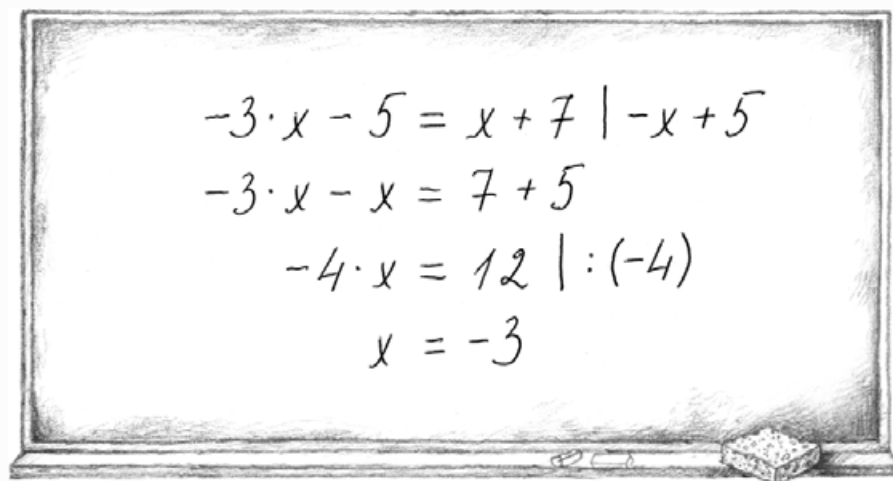 -3·x - 5 = x + 7 | -x + 5
-3·x - x = 7 + 5
-4·x = 12 | :(-4)
x = -3